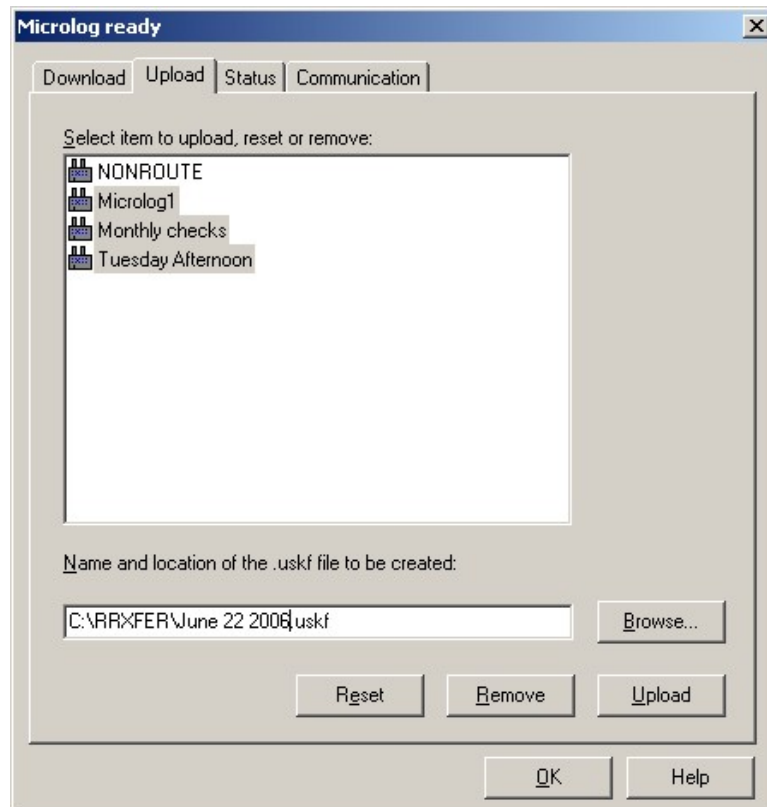 Microlog ready
Download Upload Status Communication
Select item to upload, reset or remove:
NONROUTE
Microlog1
Monthly checks
Tuesday Afternoon
Name and location of the .uskf file to be created:
C:\RRXFER\June 22 2006.uskf
Browse...
Reset Remove Upload
OK Help